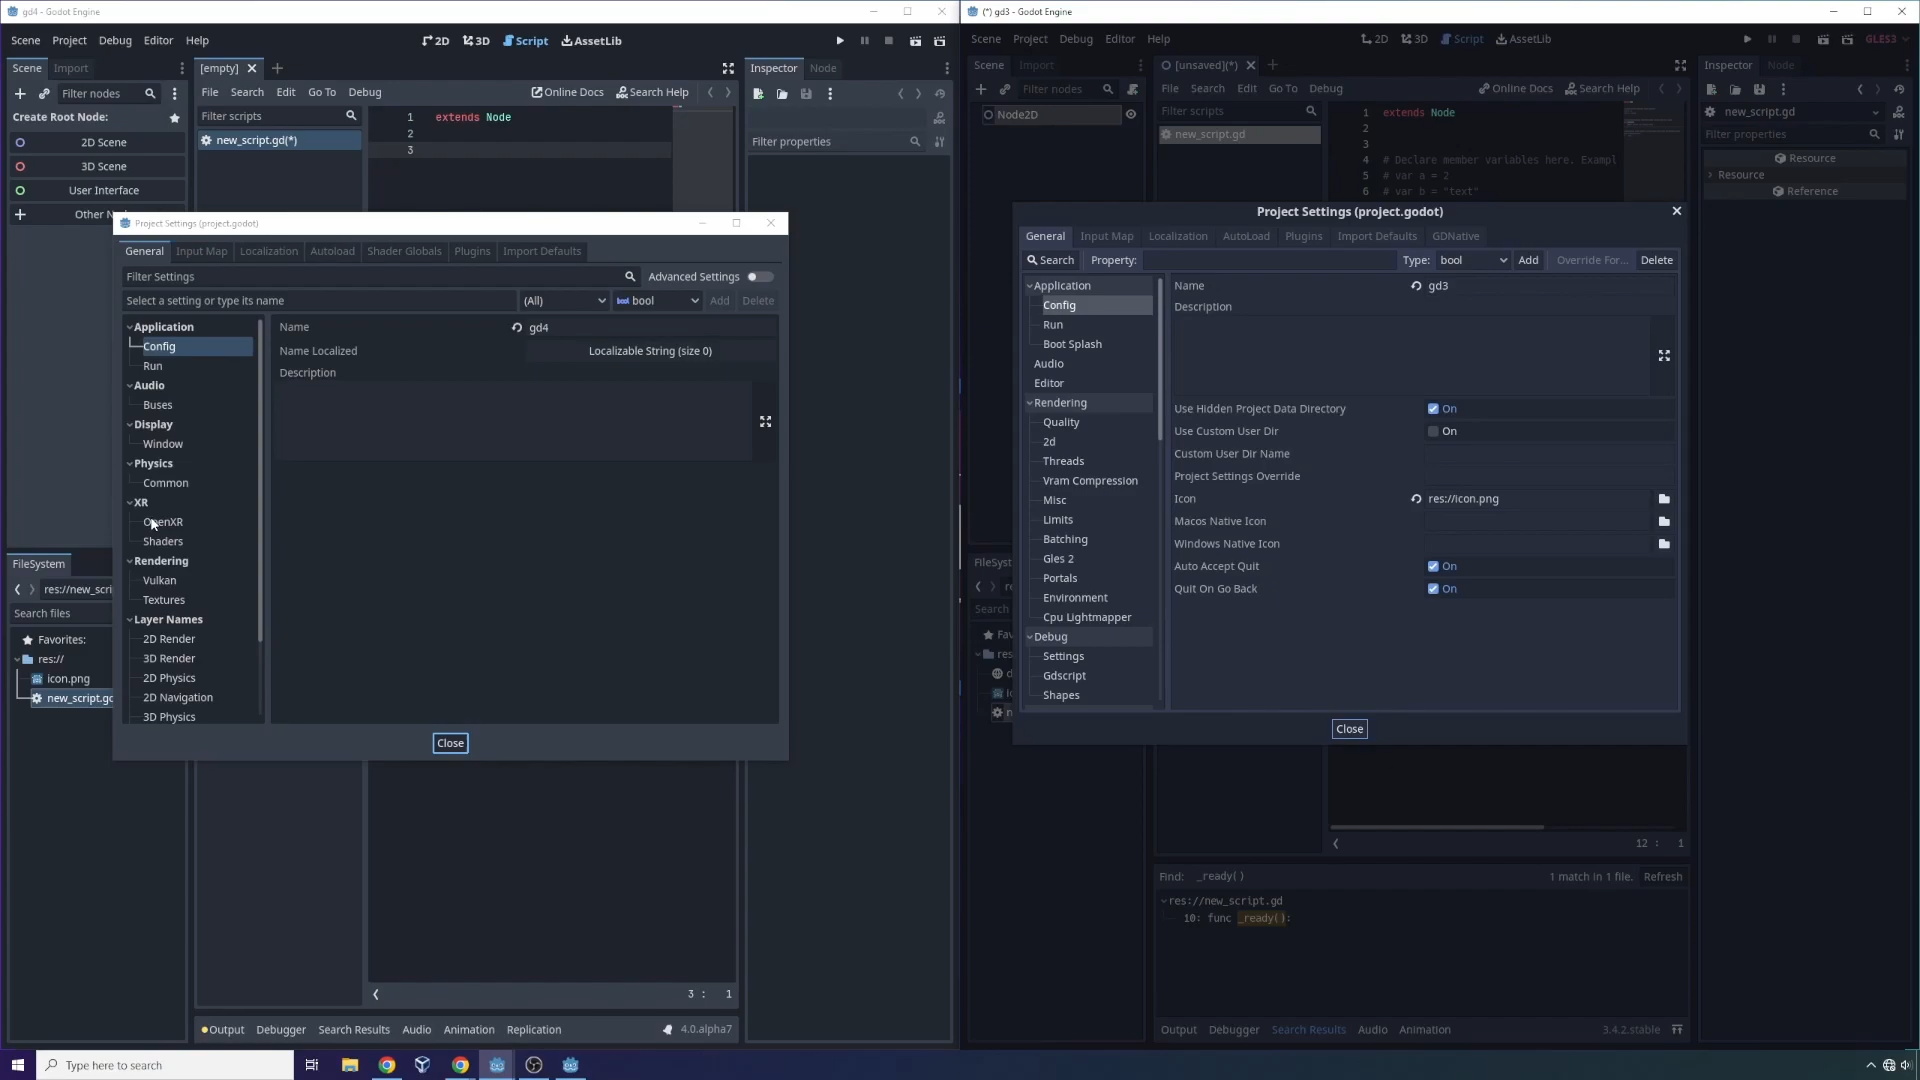 gd4 - Godot Engine
Scene Project Debug Editor Help
2D 3D Script AssetLib
Scene Import
[empty]
Inspector Node
Filter nodes
File Search Edit Go To Debug
Online Docs Search Help
Create Root Node:
Filter scripts
1 extends Node
2
3
2D Scene
new_script.gd(*)
Filter properties
3D Scene
User Interface
Project Settings (project.godot)
General Input Map Localization Autoload Shader Globals Plugins Import Defaults
Filter Settings
Advanced Settings
Select a setting or type its name
(All)
bool
Add
Delete
Application
Config
Run
Audio
Buses
Display
Window
Physics
Common
XR
OpenXR
Shaders
Rendering
Vulkan
Textures
Layer Names
2D Render
3D Render
2D Physics
2D Navigation
3D Physics
Name gd4
Name Localized Localizable String (size 0)
Description
Close
FileSystem
Search files
Favorites:
res://
icon.png
3 : 1
Output Debugger Search Results Audio Animation Replication
4.0.alpha7
(*) gd3 - Godot Engine
Scene Project Debug Editor Help
2D 3D Script AssetLib
GLES3
Scene Import
[unsaved](*)
Inspector Node
Filter nodes
File Search Edit Go To Debug
Online Docs Search Help
Node2D
Filter scripts
new_script.gd
1 extends Node
2
3
4 # Declare member variables here. Exampl
5 # var a = 2
6 # var b = "text"
new_script.gd
Filter properties
Resource
Resource
Reference
Project Settings (project.godot)
General Input Map Localization AutoLoad Plugins Import Defaults GDNative
Search Property: Type: bool Add Override For... Delete
Application
Config
Run
Boot Splash
Audio
Editor
Rendering
Quality
2d
Threads
Vram Compression
Misc
Limits
Batching
Gles 2
Portals
Environment
Cpu Lightmapper
Debug
Settings
Gdscript
Shapes
Name gd3
Description
Use Hidden Project Data Directory On
Use Custom User Dir On
Custom User Dir Name
Project Settings Override
Icon res://icon.png
Macos Native Icon
Windows Native Icon
Auto Accept Quit On
Quit On Go Back On
Close
Search
12 : 1
Find: _ready()
1 match in 1 file. Refresh
res://new_script.gd
10: func _ready():
Output Debugger Search Results Audio Animation
3.4.2.stable
Type here to search